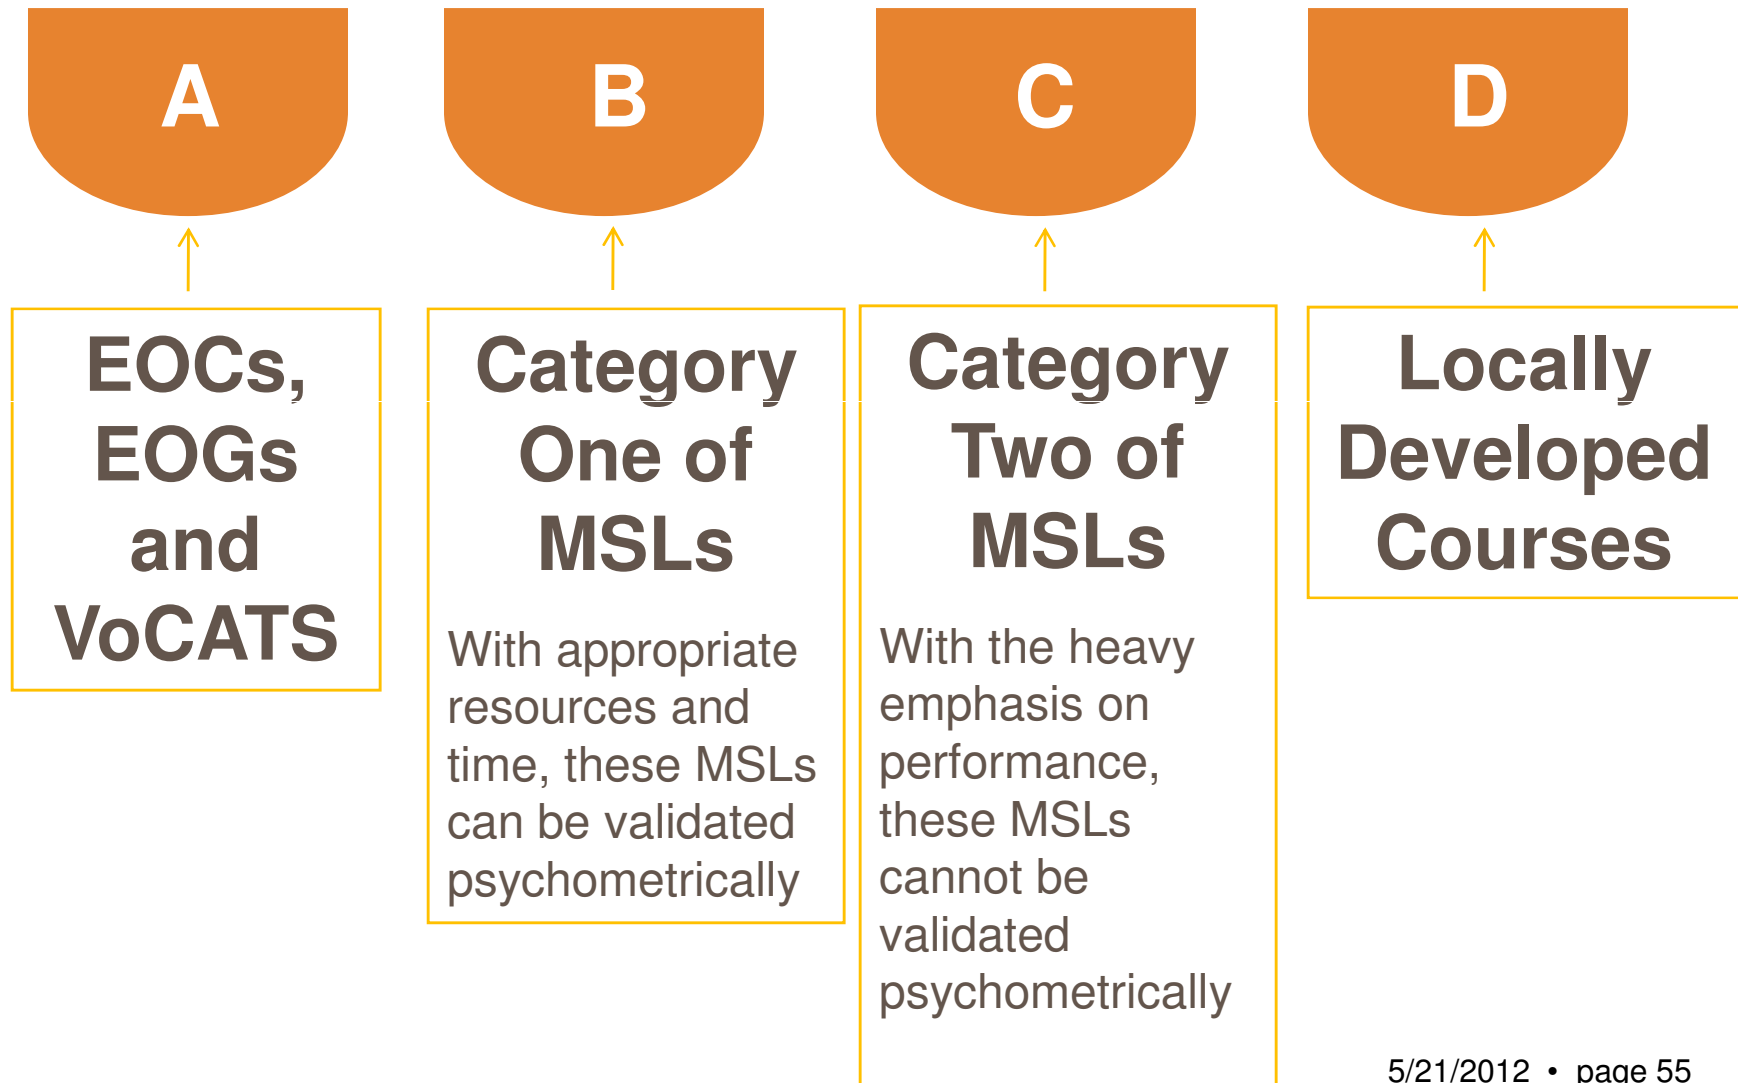 A
B
C
D
EOCs,
EOGs
and
VoCATS
Category
One of
MSLs
With appropriate
resources and
time, these MSLs
can be validated
psychometrically
Category
Two of
MSLs
With the heavy
emphasis on
performance,
these MSLs
cannot be
validated
psychometrically
Locally
Developed
Courses
5/21/2012 • page 55